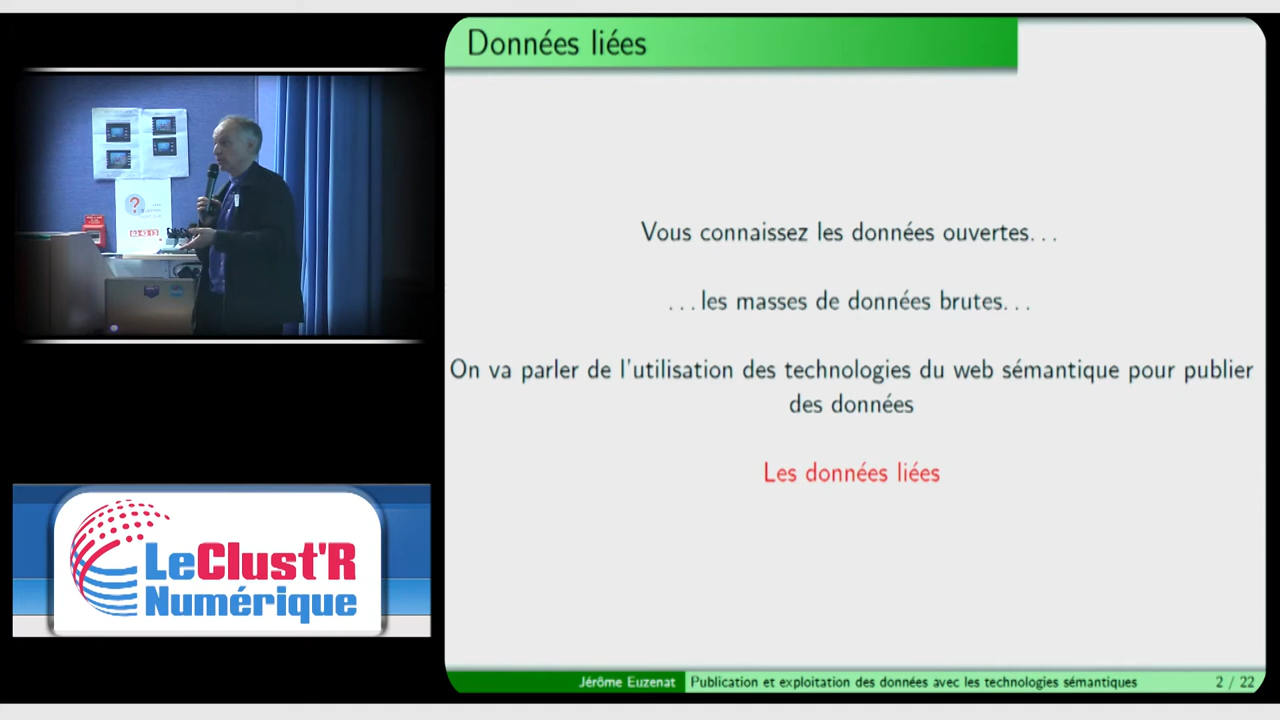 Données liées
Vous connaissez les données ouvertes...
...les masses de données brutes...
On va parler de l'utilisation des technologies du web sémantique pour publier
des données
Les données liées
Jérôme Euzenat
Publication et exploitation des données avec les technologies sémantiques
2 / 22
?
LeClust'R
Numérique